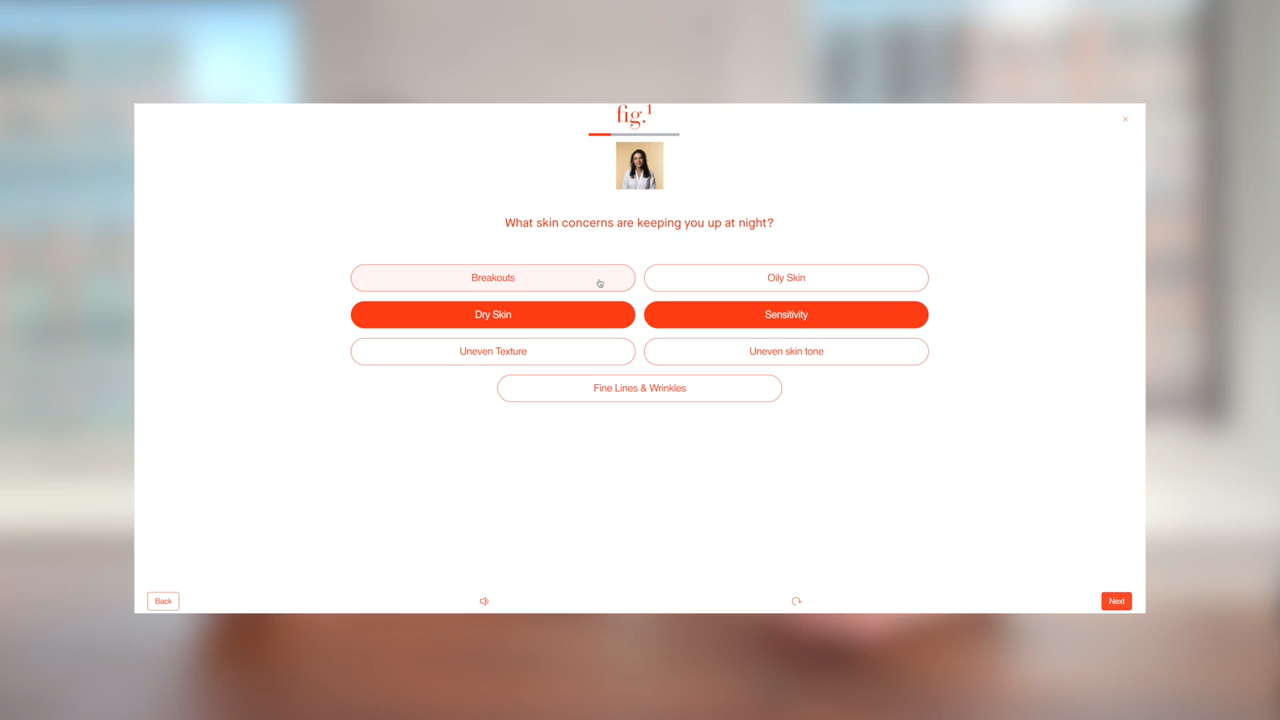 fig.1
What skin concerns are keeping you up at night?
Breakouts
Oily Skin
Dry Skin
Sensitivity
Uneven Texture
Uneven skin tone
Fine Lines & Wrinkles
Back
Next